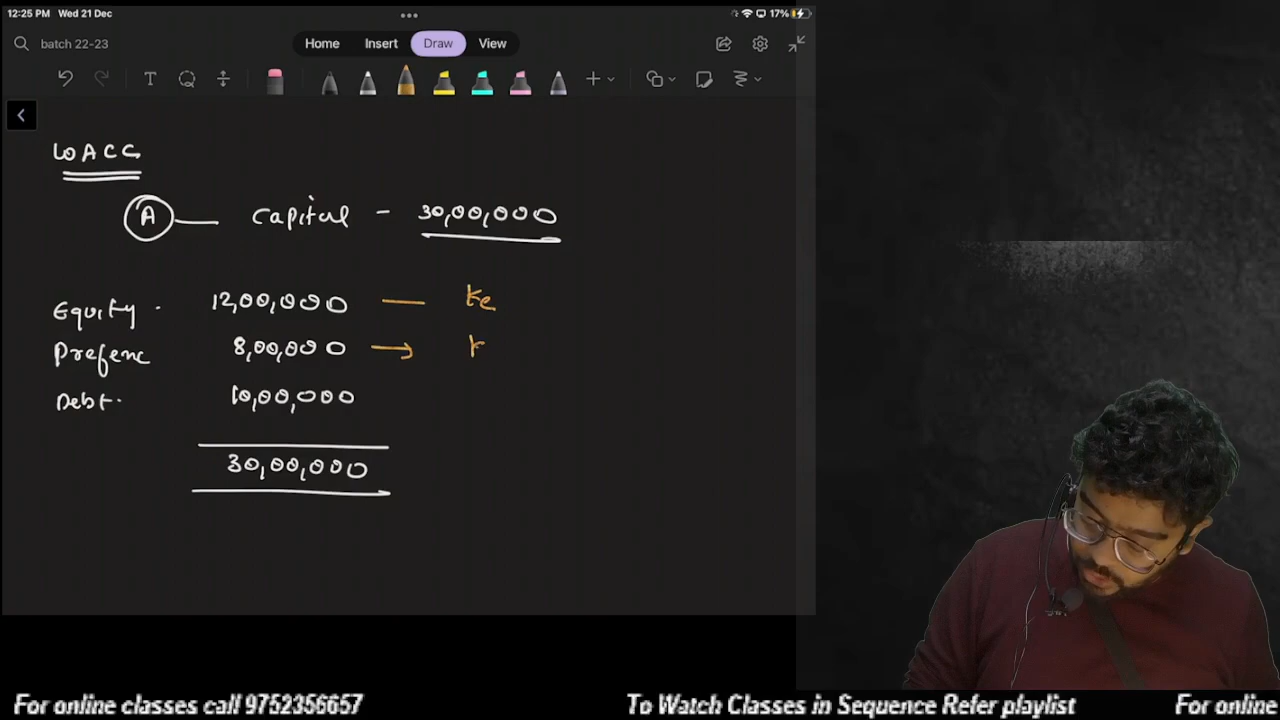 12:25 PM Wed 21 Dec
17%
batch 22-23
Home Insert Draw View
WACC
A — Capital - 30,00,000
Equity - 12,00,000 — Ke
Prefenc 8,00,000 → K
Debt. 10,00,000
30,00,000
For online classes call 9752356657 To Watch Classes in Sequence Refer playlist For online